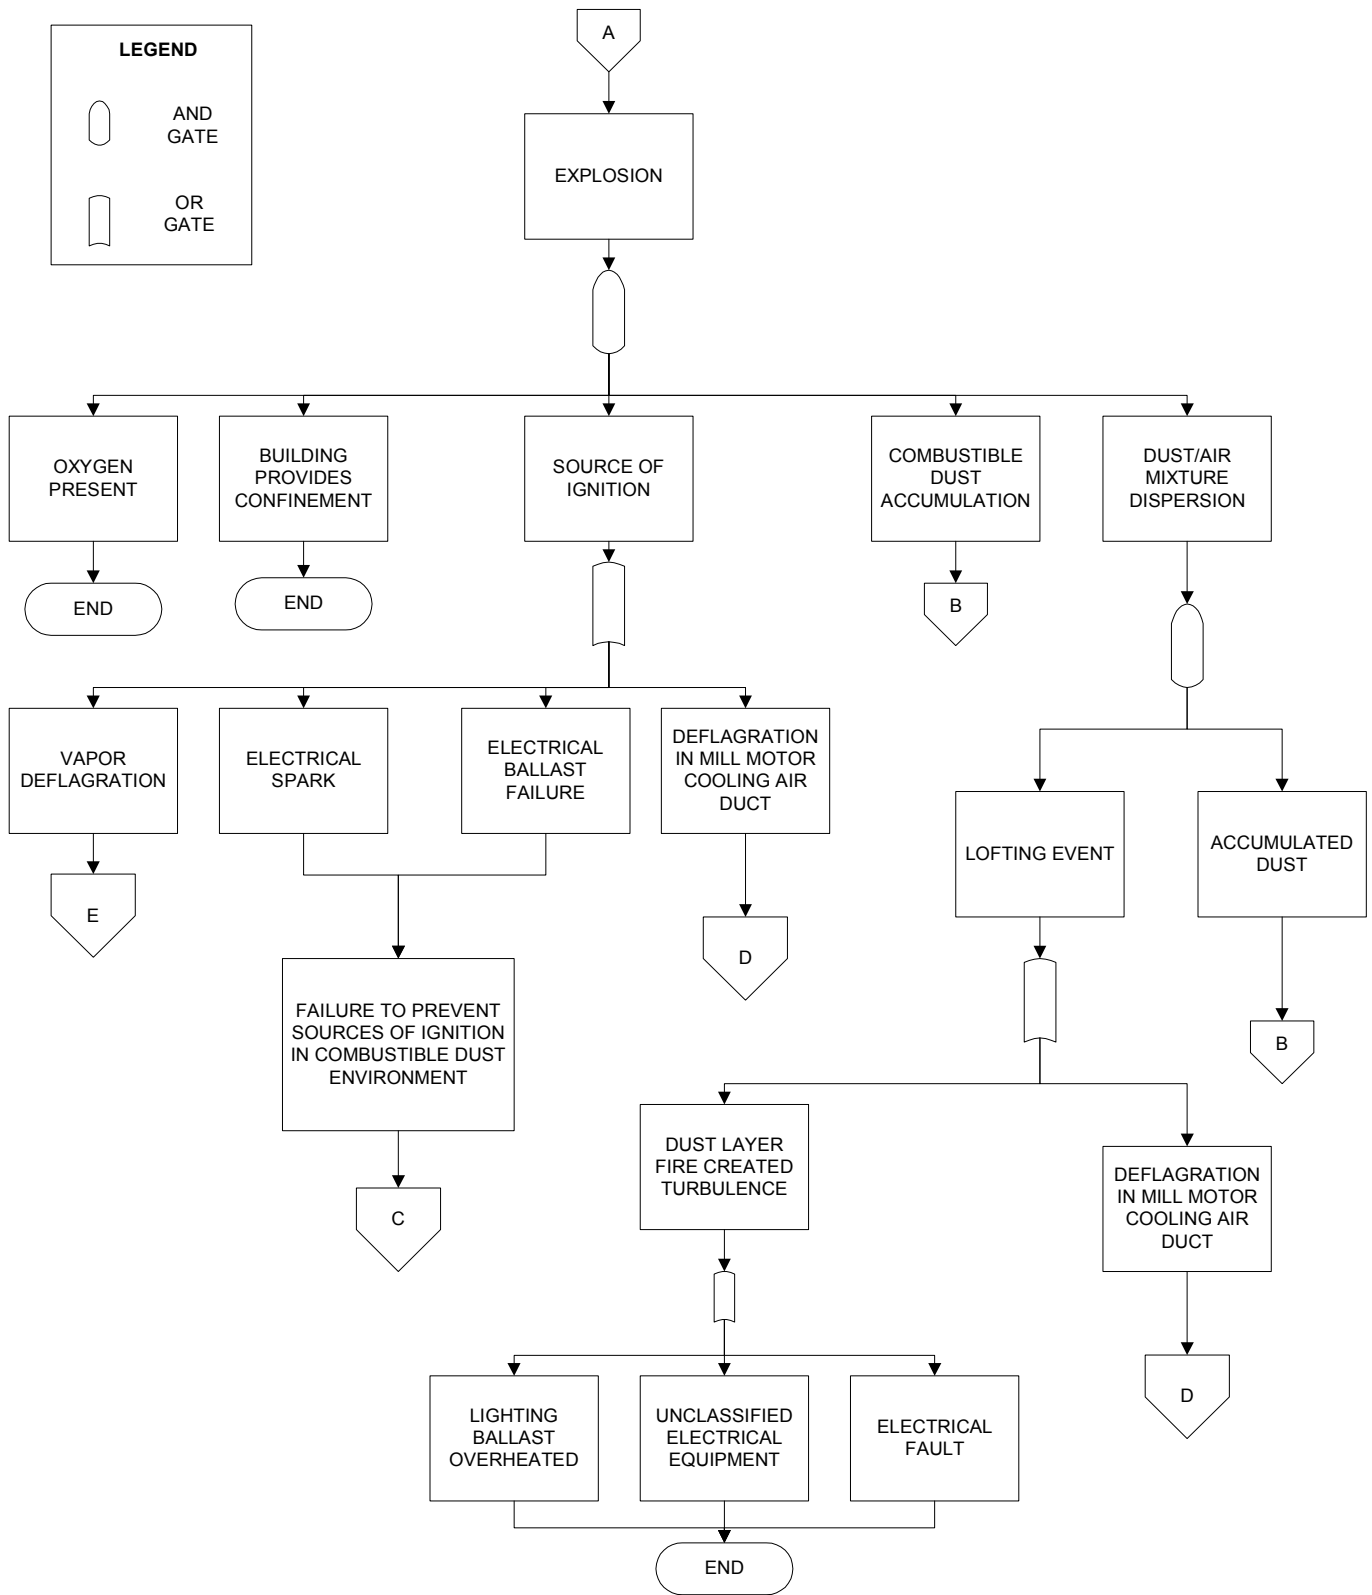 A
LEGEND
AND
GATE
OR
GATE
EXPLOSION
OXYGEN
PRESENT
BUILDING
PROVIDES
CONFINEMENT
SOURCE OF
IGNITION
COMBUSTIBLE
DUST
ACCUMULATION
DUST/AIR
MIXTURE
DISPERSION
END
END
B
VAPOR
DEFLAGRATION
ELECTRICAL
SPARK
ELECTRICAL
BALLAST
FAILURE
DEFLAGRATION
IN MILL MOTOR
COOLING AIR
DUCT
LOFTING EVENT
ACCUMULATED
DUST
E
D
FAILURE TO PREVENT
SOURCES OF IGNITION
IN COMBUSTIBLE DUST
ENVIRONMENT
B
C
DUST LAYER
FIRE CREATED
TURBULENCE
DEFLAGRATION
IN MILL MOTOR
COOLING AIR
DUCT
LIGHTING
BALLAST
OVERHEATED
UNCLASSIFIED
ELECTRICAL
EQUIPMENT
ELECTRICAL
FAULT
D
END